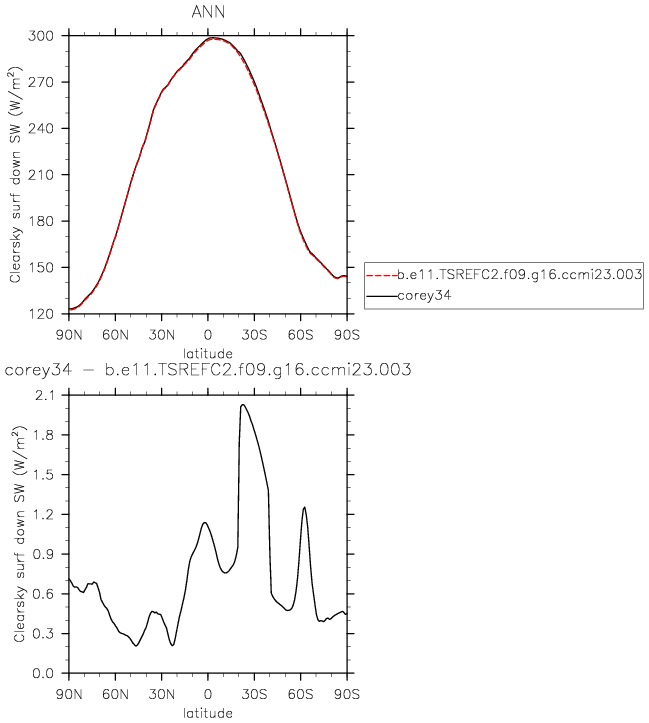 ANN
Clearsky surf down SW (W/m²)
300
270
240
210
180
150
120
90N 60N 30N 0 30S 60S 90S
latitude
b.e11.TSREFC2.f09.g16.ccmi23.003
corey34
corey34 − b.e11.TSREFC2.f09.g16.ccmi23.003
Clearsky surf down SW (W/m²)
2.1
1.8
1.5
1.2
0.9
0.6
0.3
0.0
90N 60N 30N 0 30S 60S 90S
latitude